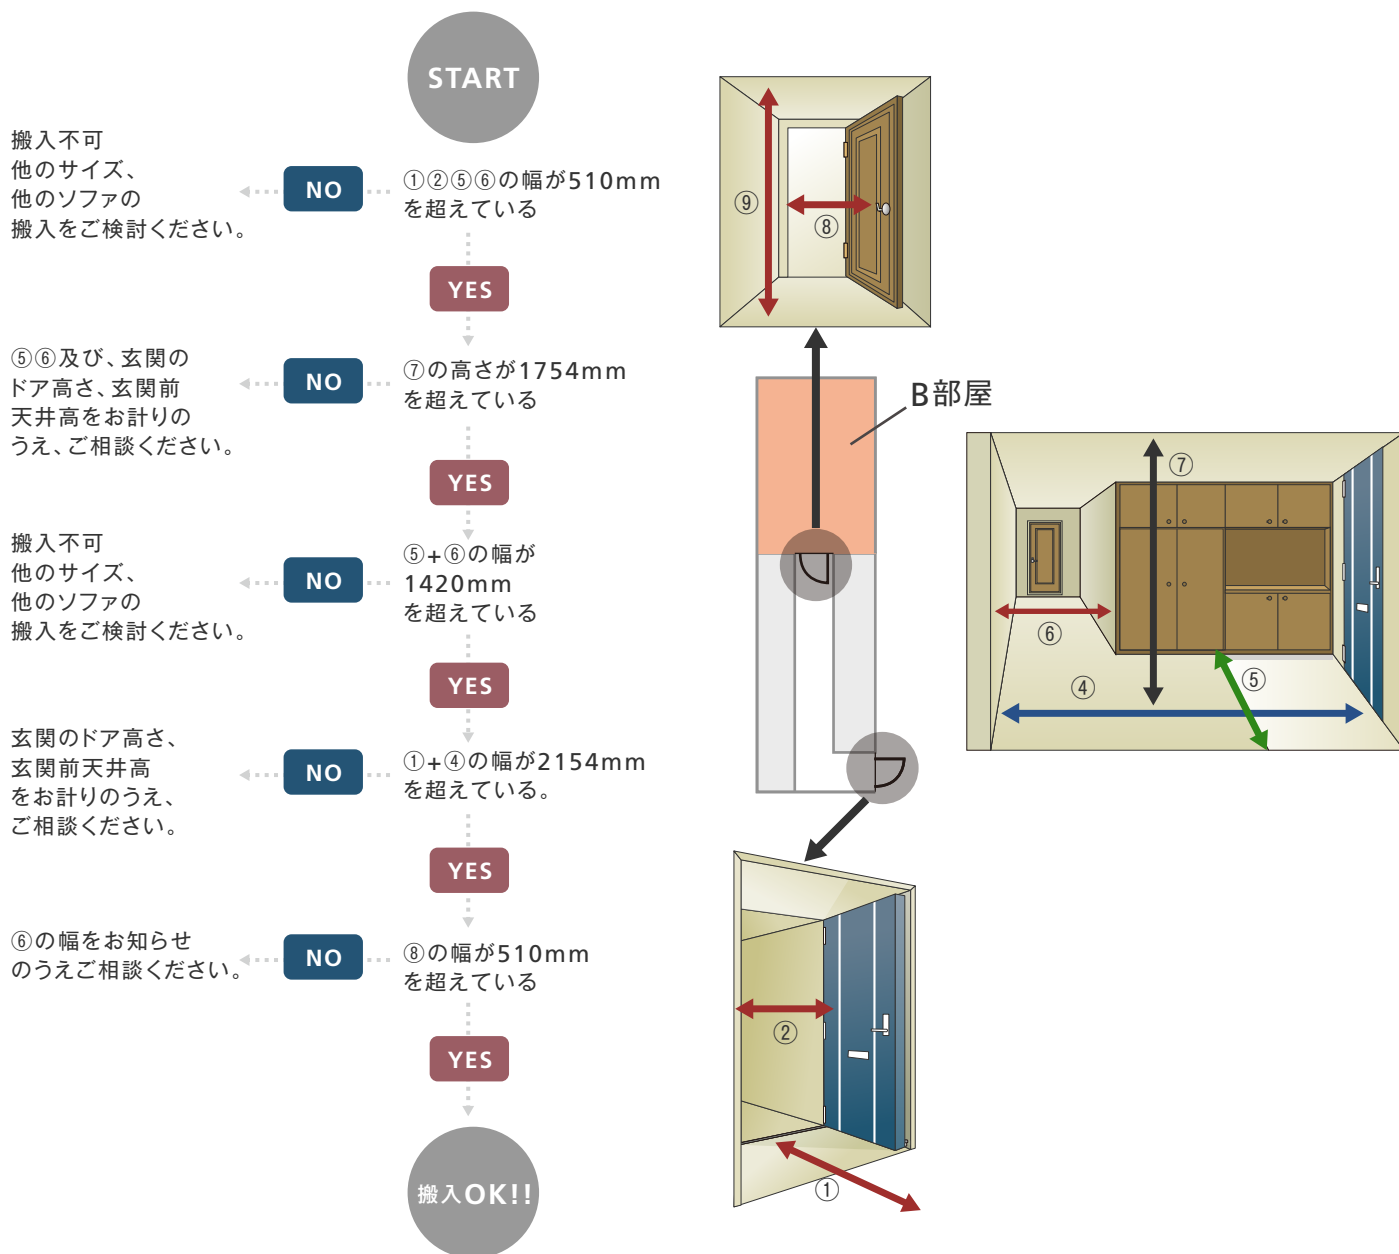 START
①②⑤⑥の幅が510mm
を超えている
NO
搬入不可
他のサイズ、
他のソファの
搬入をご検討ください。
YES
⑦の高さが1754mm
を超えている
NO
⑤⑥及び、玄関の
ドア高さ、玄関前
天井高をお計りの
うえ、ご相談ください。
YES
⑤+⑥の幅が
1420mm
を超えている
NO
搬入不可
他のサイズ、
他のソファの
搬入をご検討ください。
YES
①+④の幅が2154mm
を超えている。
NO
玄関のドア高さ、
玄関前天井高
をお計りのうえ、
ご相談ください。
YES
⑧の幅が510mm
を超えている
NO
⑥の幅をお知らせ
のうえご相談ください。
YES
搬入OK!!
⑨
⑧
B部屋
⑦
⑥
④
⑤
②
①